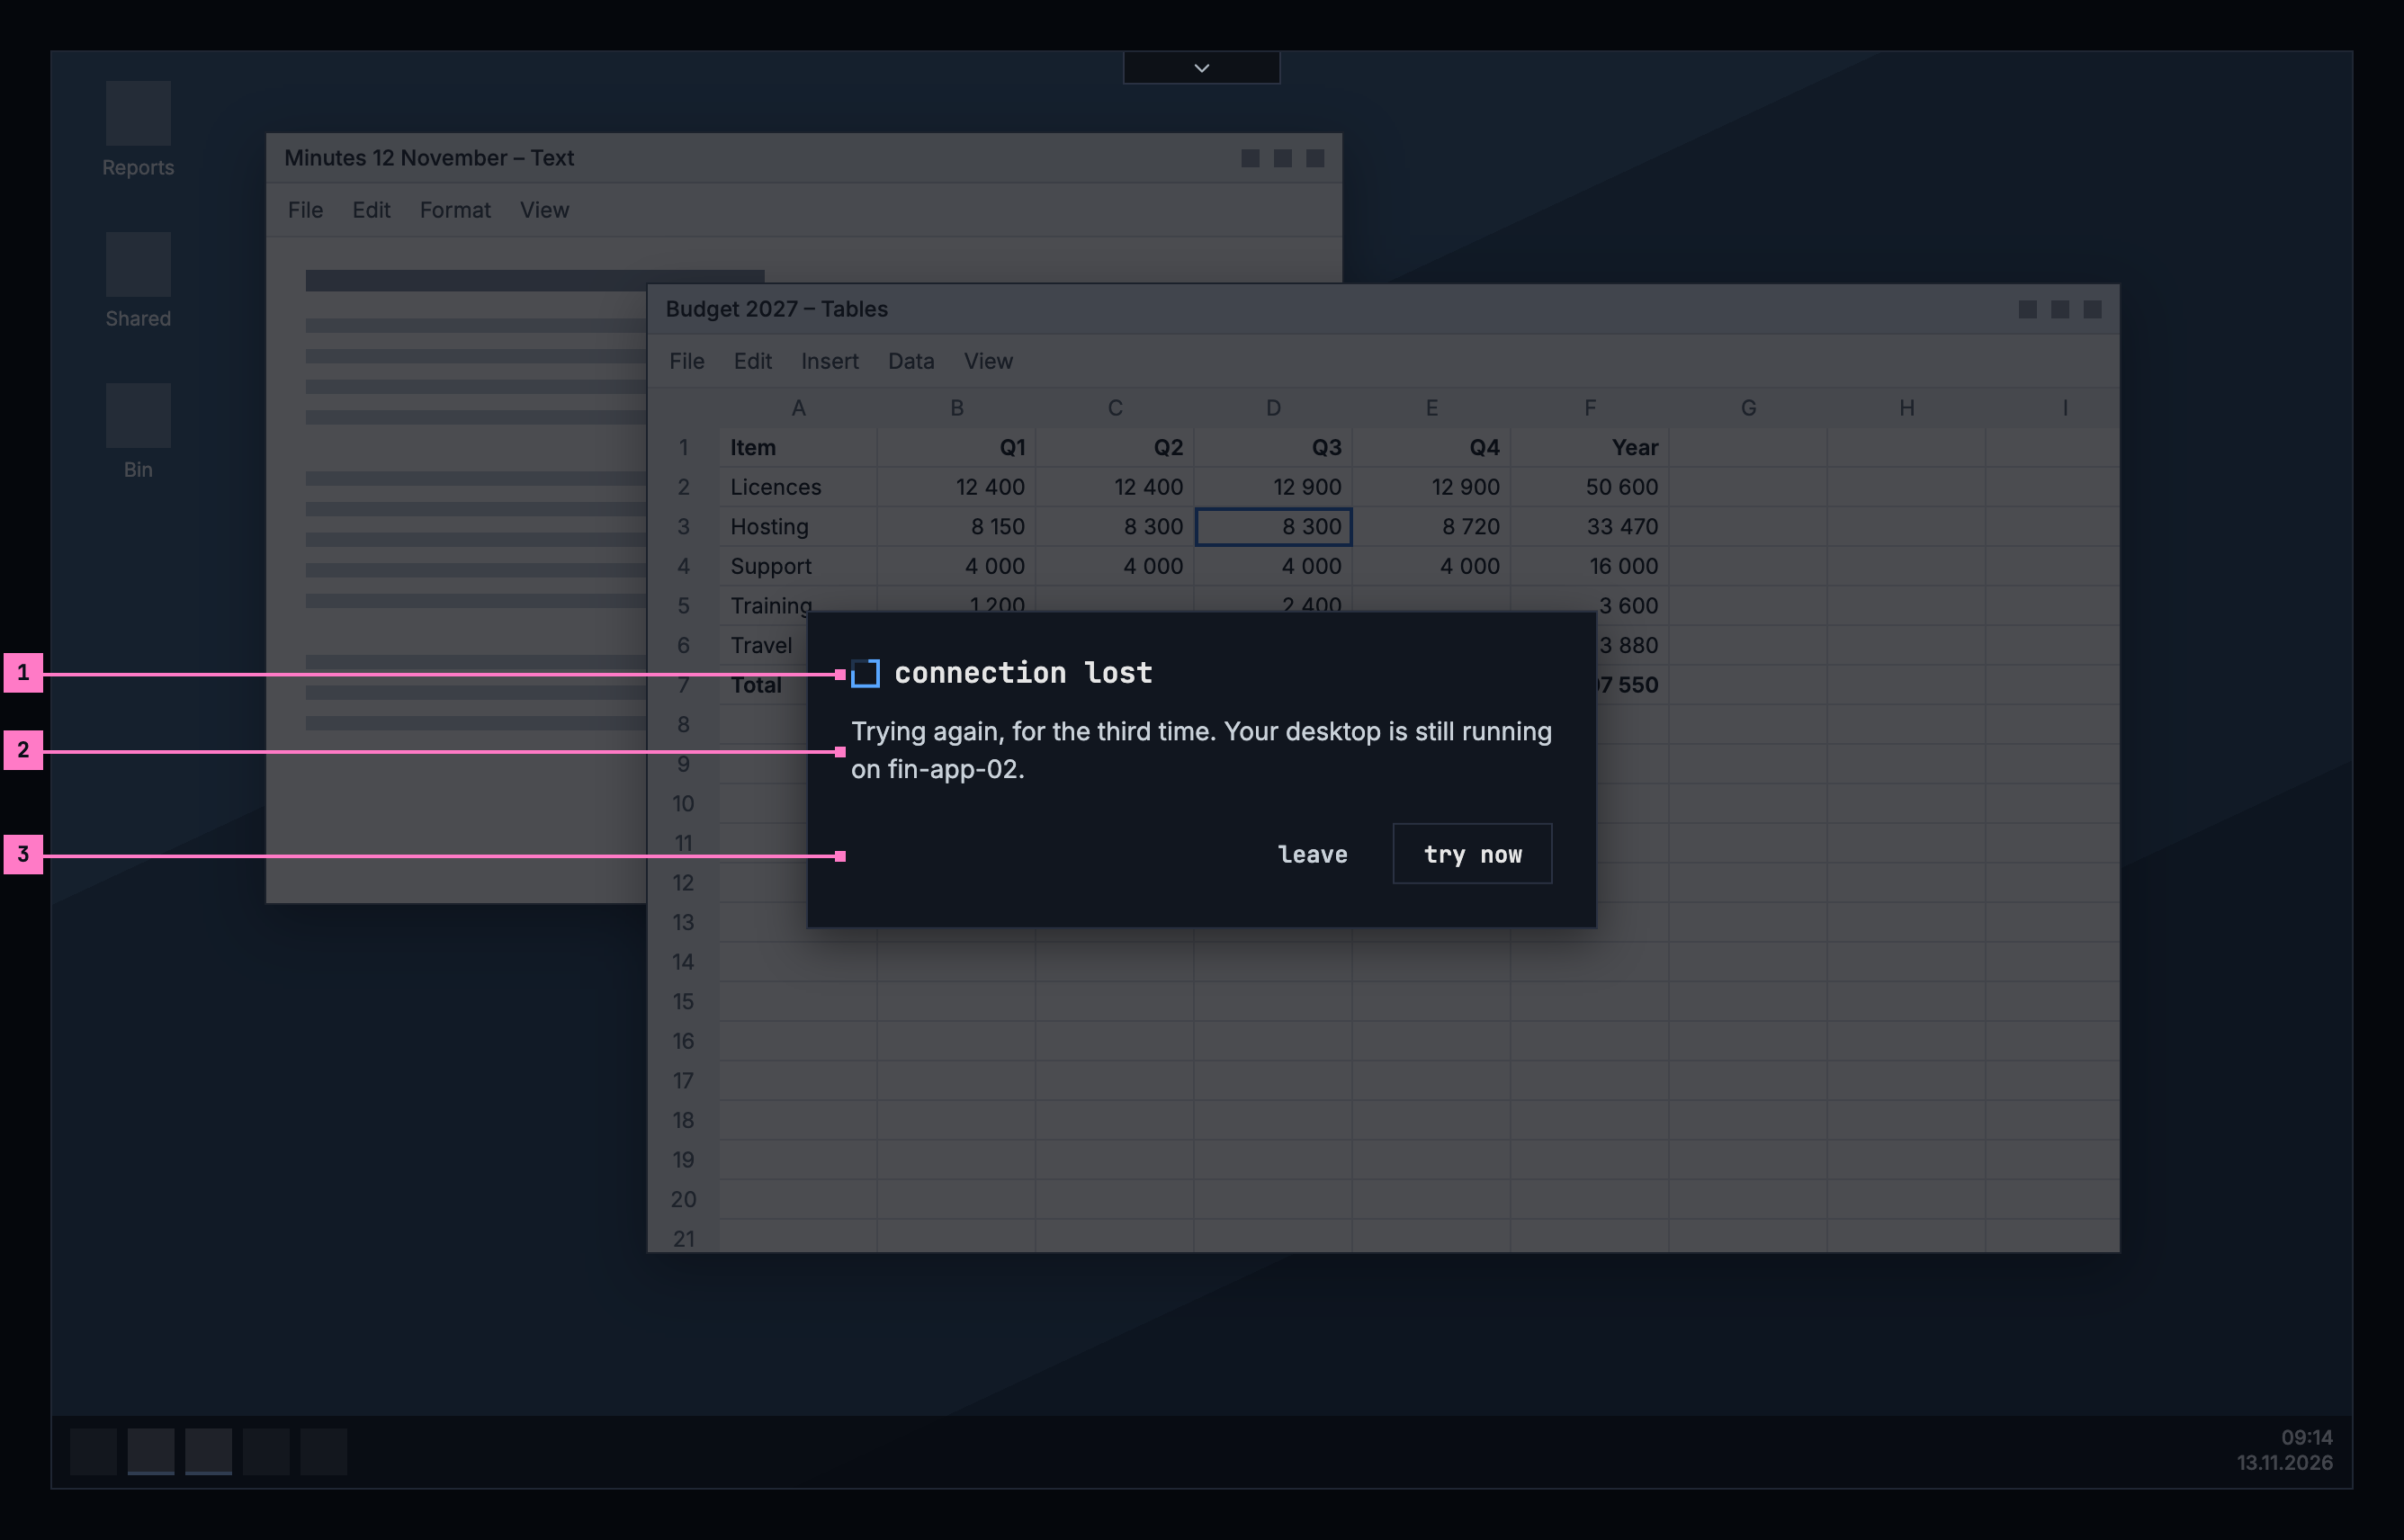 Reports
Shared
Bin
Minutes 12 November – Text
File Edit Format View
Budget 2027 – Tables
File Edit Insert Data View
A B C D E F G H I
1 Item Q1 Q2 Q3 Q4 Year
2 Licences 12 400 12 400 12 900 12 900 50 600
3 Hosting 8 150 8 300 8 300 8 720 33 470
4 Support 4 000 4 000 4 000 4 000 16 000
5 Training 1 200 2 400 3 600
6 Travel 3 880
7 Total 7 550
8
9
10
11
12
13
14
15
16
17
18
19
20
21
1
connection lost
2
Trying again, for the third time. Your desktop is still running
on fin-app-02.
3
leave try now
09:14
13.11.2026